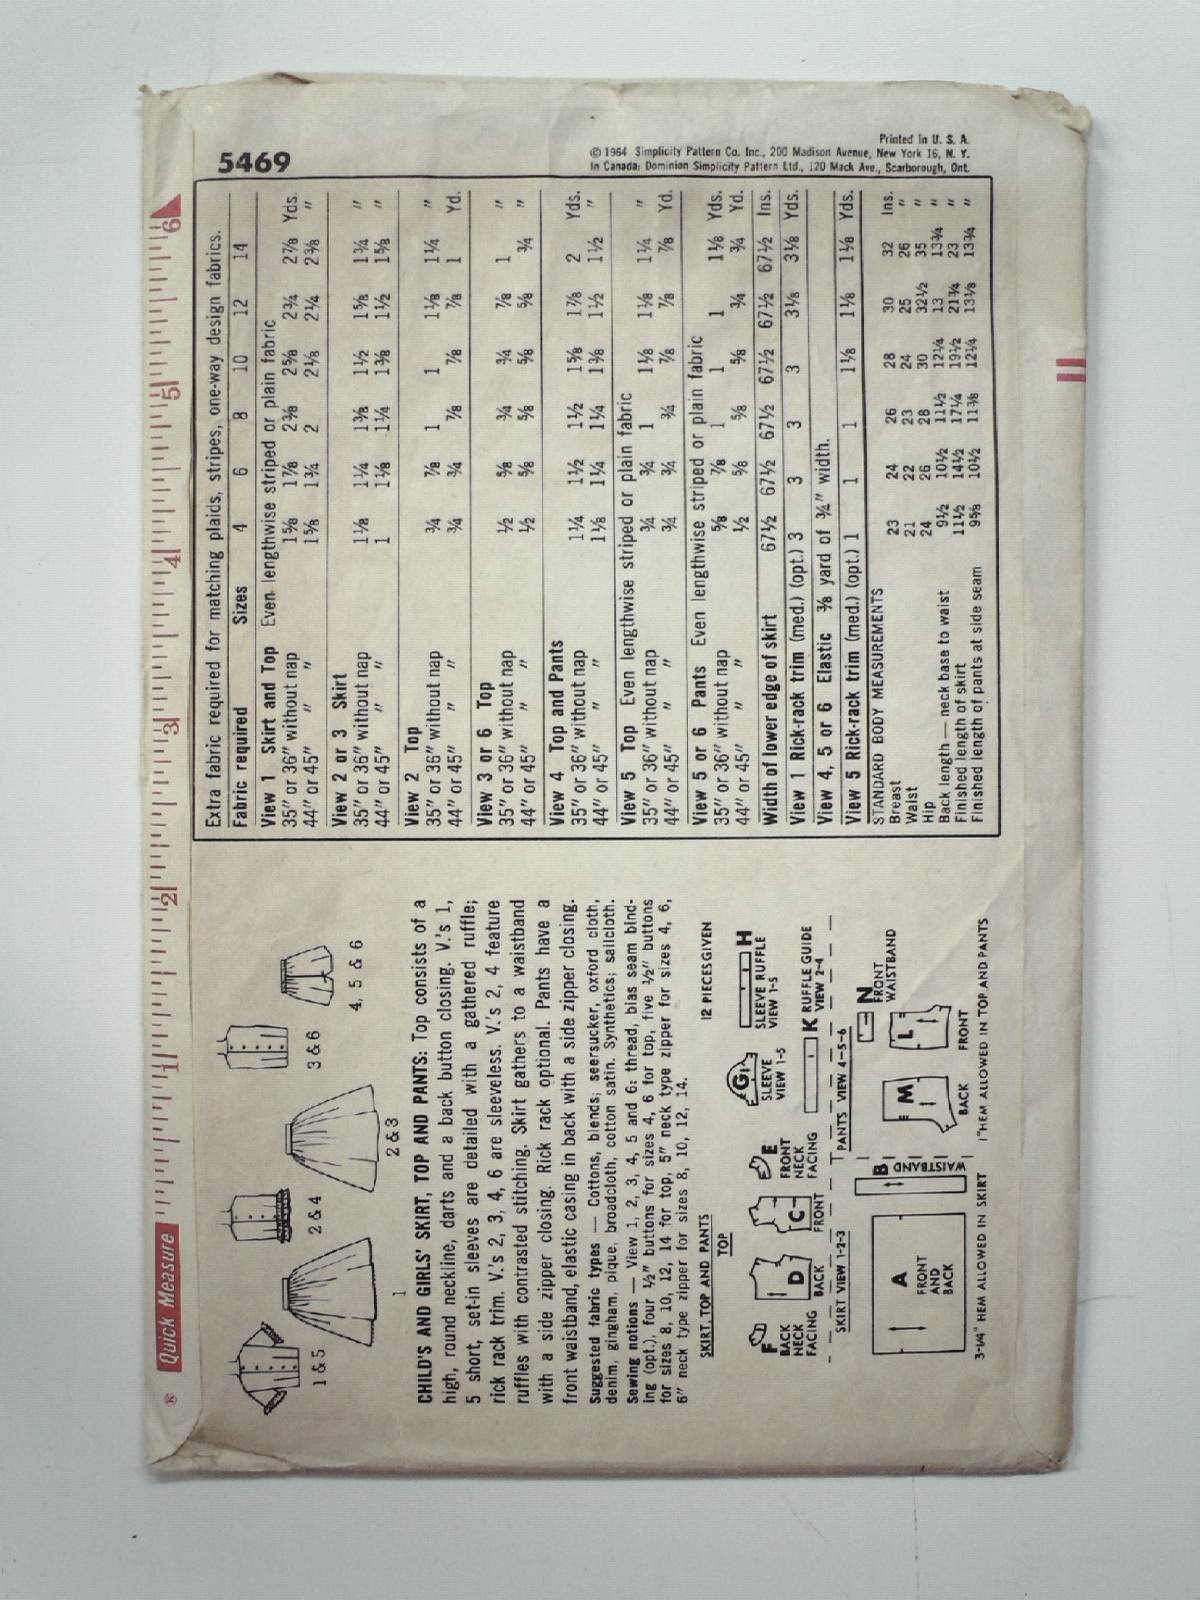 5469
Printed in U. S. A.
© 1964 Simplicity Pattern Co. Inc., 200 Madison Avenue, New York 16, N. Y.
In Canada: Dominion Simplicity Pattern Ltd., 120 Mack Ave., Scarborough, Ont.
® Quick Measure 1 2 3 4 5 6
1 & 5
2 & 4
3 & 6
1
2 & 3
4, 5 & 6
CHILD'S AND GIRLS' SKIRT, TOP AND PANTS: Top consists of a
high, round neckline, darts and a back button closing. V.'s 1,
5 short, set-in sleeves are detailed with a gathered ruffle;
rick rack trim. V.'s 2, 3, 4, 6 are sleeveless. V.'s 2, 4 feature
ruffles with contrasted stitching. Skirt gathers to a waistband
with a side zipper closing. Rick rack optional. Pants have a
front waistband, elastic casing in back with a side zipper closing.
Suggested fabric types — Cottons, blends; seersucker, oxford cloth,
denim, gingham, pique, broadcloth, cotton satin. Synthetics; sailcloth.
Sewing notions — View 1, 2, 3, 4, 5 and 6: thread, bias seam bind-
ing (opt.), four ½" buttons for sizes 4, 6 for top, five ½" buttons
for sizes 8, 10, 12, 14 for top, 5" neck type zipper for sizes 4, 6,
6" neck type zipper for sizes 8, 10, 12, 14.
SKIRT, TOP AND PANTS
12 PIECES GIVEN
TOP
F BACK NECK FACING
D BACK
C FRONT
E FRONT NECK FACING
G SLEEVE VIEW 1-5
H SLEEVE RUFFLE VIEW 1-5
K RUFFLE GUIDE VIEW 2-4
SKIRT VIEW 1-2-3
A FRONT AND BACK
B WAISTBAND
3-¼" HEM ALLOWED IN SKIRT
PANTS VIEW 4-5-6
M BACK
L FRONT
N FRONT WAISTBAND
1" HEM ALLOWED IN TOP AND PANTS
Extra fabric required for matching plaids, stripes, one-way design fabrics.
Fabric required Sizes 4 6 8 10 12 14
View 1 Skirt and Top Even lengthwise striped or plain fabric
35" or 36" without nap 1⅝ 1⅞ 2⅜ 2⅝ 2¾ 2⅞ Yds.
44" or 45" " " 1⅝ 1¾ 2 2⅛ 2¼ 2⅜ "
View 2 or 3 Skirt
35" or 36" without nap 1⅛ 1¼ 1⅜ 1½ 1⅝ 1¾ "
44" or 45" " " 1 1⅛ 1¼ 1⅜ 1½ 1⅝ "
View 2 Top
35" or 36" without nap ¾ ⅞ 1 1 1⅛ 1¼ "
44" or 45" " " ¾ ¾ ⅞ ⅞ ⅞ 1 Yd.
View 3 or 6 Top
35" or 36" without nap ½ ⅝ ¾ ¾ ⅞ 1 "
44" or 45" " " ½ ⅝ ⅝ ⅝ ⅝ ¾ "
View 4 Top and Pants
35" or 36" without nap 1¼ 1½ 1½ 1⅝ 1⅞ 2 Yds.
44" or 45" " " 1⅛ 1¼ 1¼ 1⅜ 1½ 1½ "
View 5 Top Even lengthwise striped or plain fabric
35" or 36" without nap ¾ ¾ 1 1⅛ 1⅛ 1¼ "
44" or 45" " " ¾ ¾ ¾ ⅞ ⅞ ⅞ Yd.
View 5 or 6 Pants Even lengthwise striped or plain fabric
35" or 36" without nap ⅝ ⅞ 1 1 1 1⅛ Yds.
44" or 45" " " ½ ⅝ ⅝ ⅝ ¾ ¾ Yd.
Width of lower edge of skirt 67½ 67½ 67½ 67½ 67½ 67½ Ins.
View 1 Rick-rack trim (med.) (opt.) 3 3 3 3 3⅛ 3⅛ Yds.
View 4, 5 or 6 Elastic ⅜ yard of ¾" width.
View 5 Rick-rack trim (med.) (opt.) 1 1 1 1⅛ 1⅛ 1⅛ Yds.
STANDARD BODY MEASUREMENTS
Breast 23 24 26 28 30 32 Ins.
Waist 21 22 23 24 25 26 "
Hip 24 26 28 30 32½ 35 "
Back length — neck base to waist 9½ 10½ 11½ 12¼ 13 13¾ "
Finished length of skirt 11½ 14½ 17¼ 19½ 21¾ 23 "
Finished length of pants at side seam 9⅝ 10½ 11⅜ 12¼ 13⅛ 13¾ "